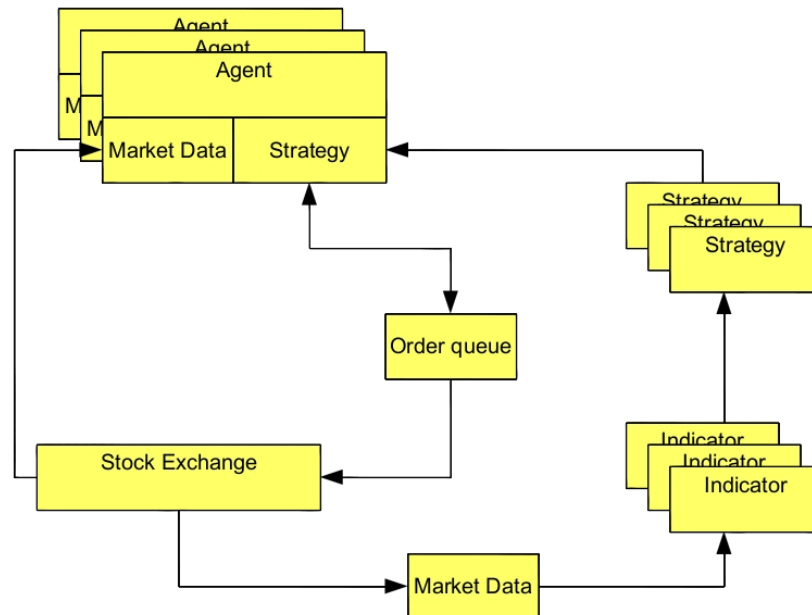 Agent
Agent
Agent
M
M
Market Data
Strategy
Strategy
Strategy
Strategy
Order queue
Stock Exchange
Indicator
Indicator
Indicator
Market Data